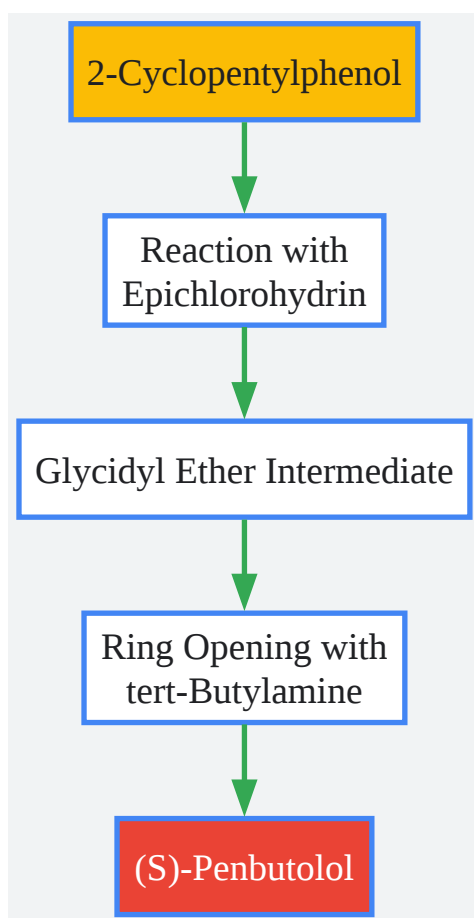 2-Cyclopentylphenol
Reaction with
Epichlorohydrin
Glycidyl Ether Intermediate
Ring Opening with
tert-Butylamine
(S)-Penbutolol